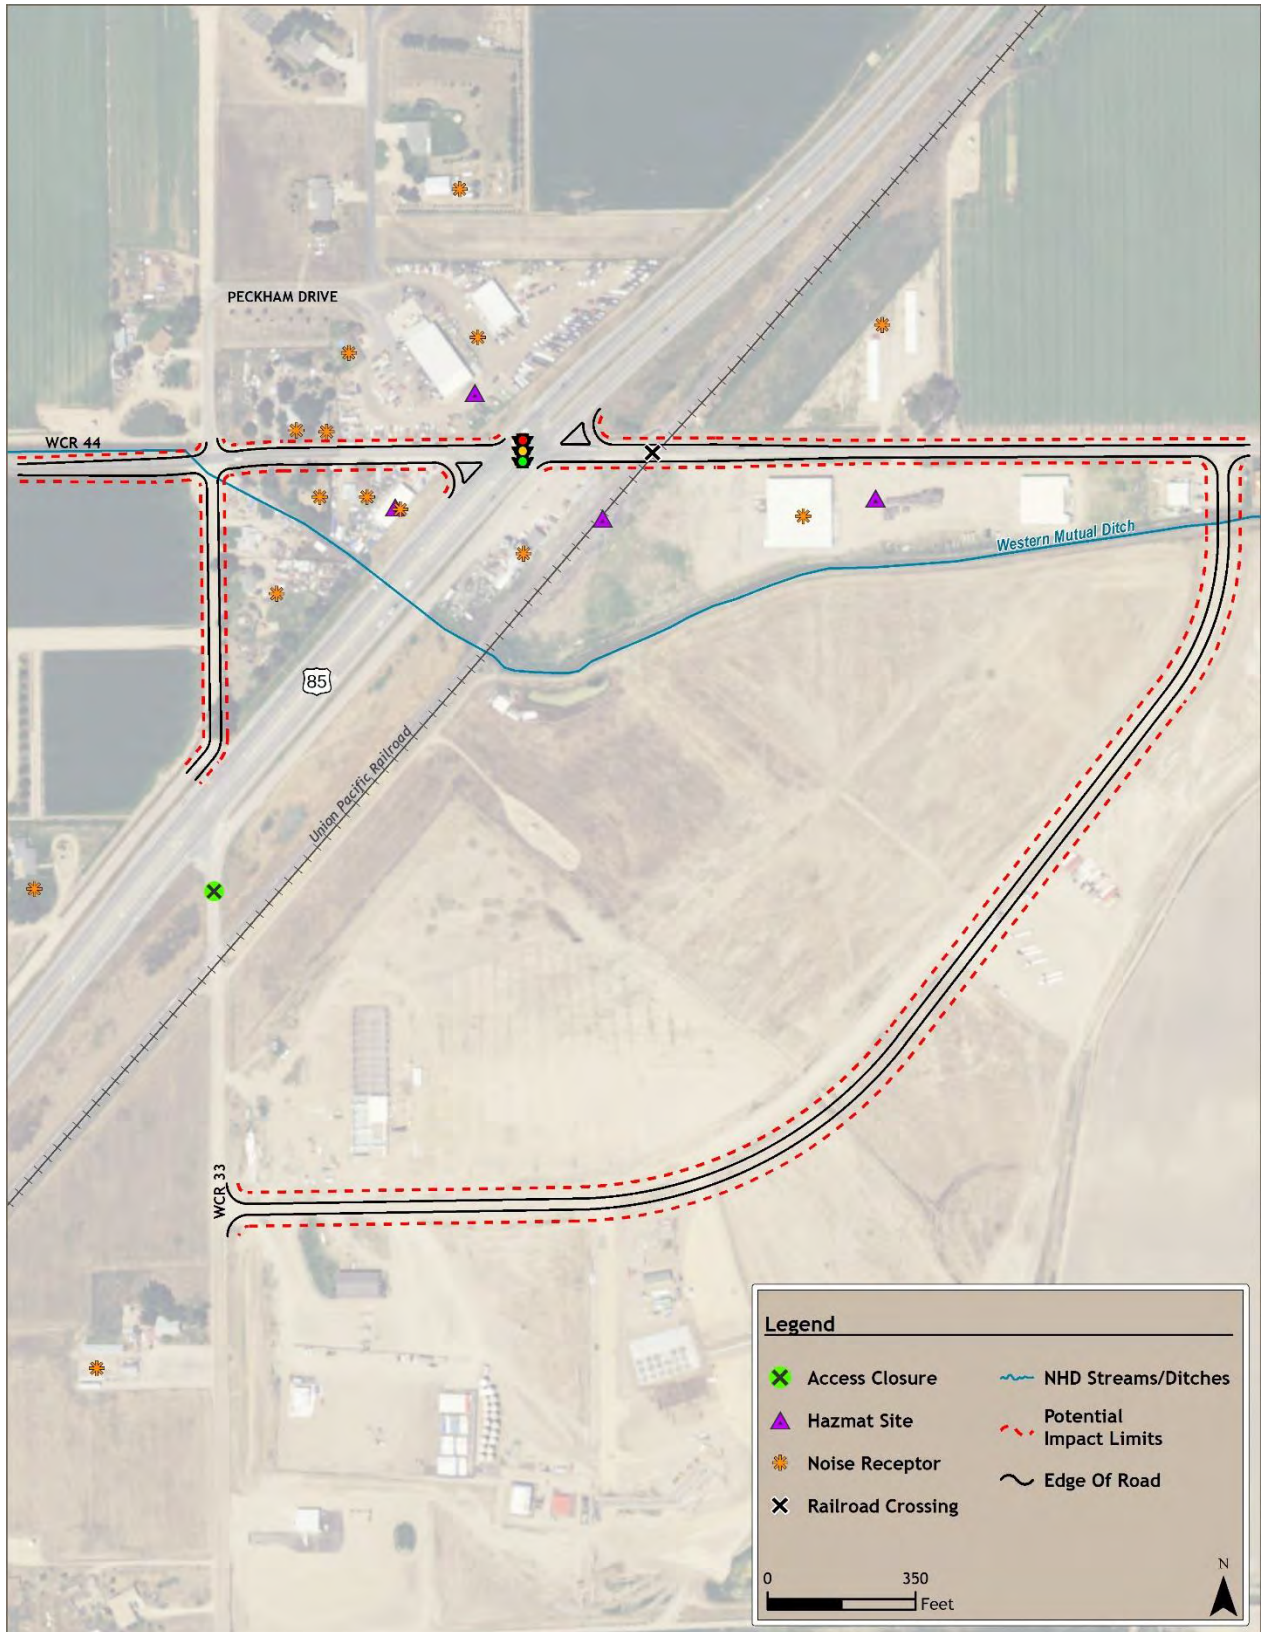 PECKHAM DRIVE
WCR 44
Western Mutual Ditch
85
Union Pacific Railroad
WCR 33
Legend
Access Closure
Hazmat Site
Noise Receptor
Railroad Crossing
NHD Streams/Ditches
Potential
Impact Limits
Edge Of Road
0 350
Feet
N